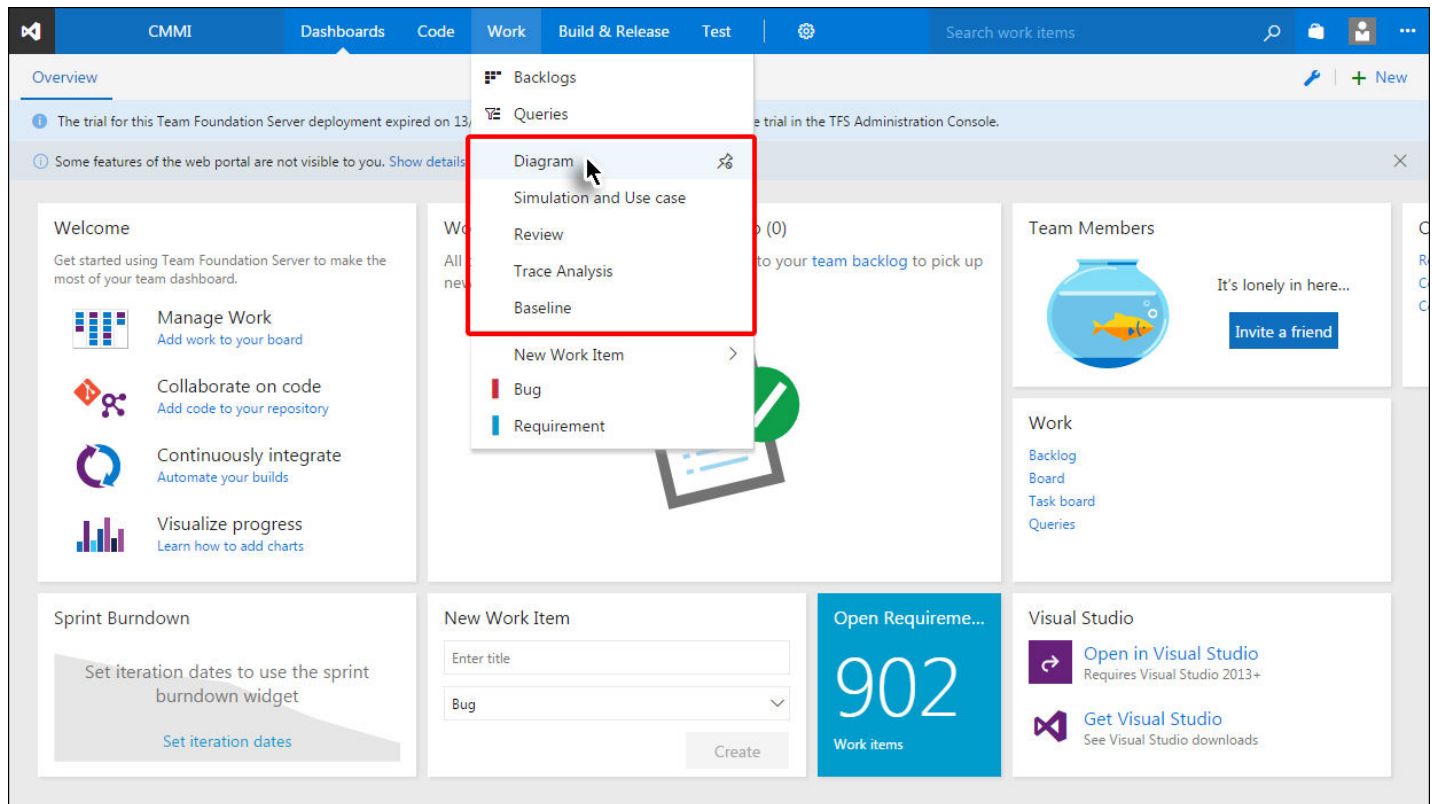 CMMI Dashboards Code Work Build & Release Test Search work items
Overview
New
The trial for this Team Foundation Server deployment expired on 13/
e trial in the TFS Administration Console.
Some features of the web portal are not visible to you. Show details
Backlogs
Queries
Diagram
Simulation and Use case
Review
Trace Analysis
Baseline
New Work Item
Bug
Requirement
Welcome
Get started using Team Foundation Server to make the
most of your team dashboard.
Manage Work
Add work to your board
Collaborate on code
Add code to your repository
Continuously integrate
Automate your builds
Visualize progress
Learn how to add charts
(0)
All
to your team backlog to pick up
Team Members
It's lonely in here...
Invite a friend
Work
Backlog
Board
Task board
Queries
Sprint Burndown
Set iteration dates to use the sprint
burndown widget
Set iteration dates
New Work Item
Enter title
Bug
Create
Open Requireme...
902
Work items
Visual Studio
Open in Visual Studio
Requires Visual Studio 2013+
Get Visual Studio
See Visual Studio downloads